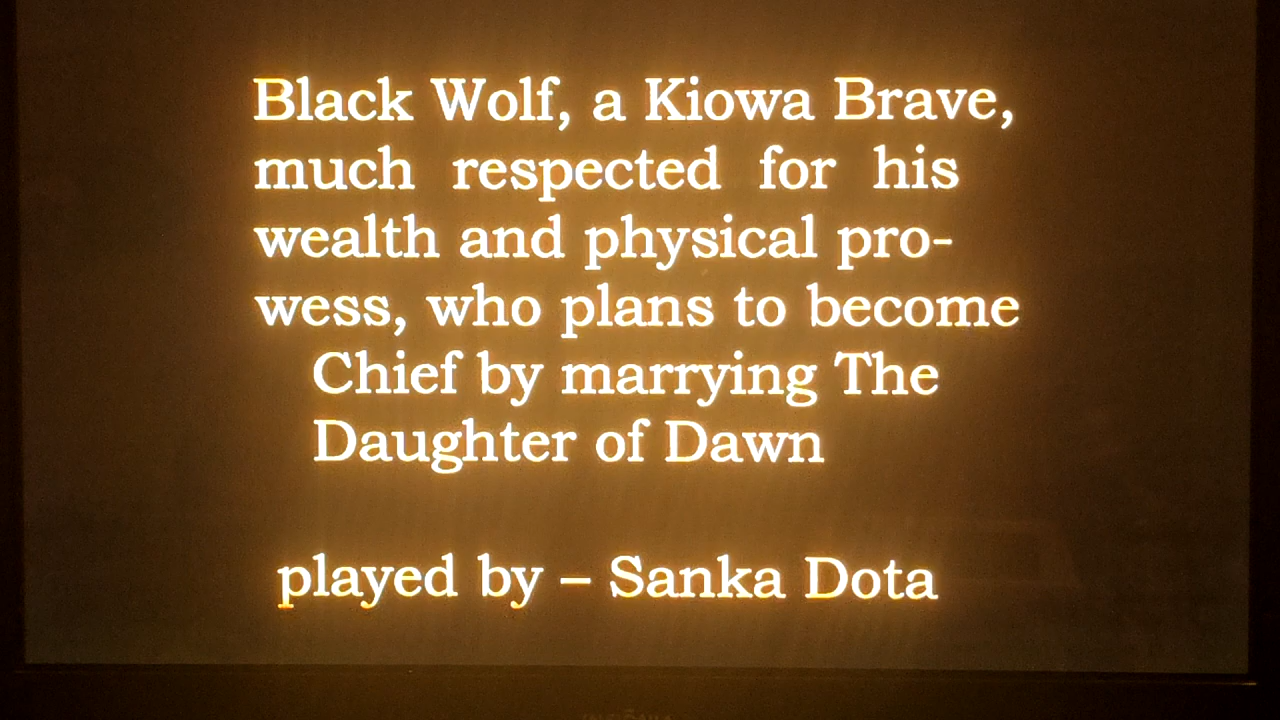 Black Wolf, a Kiowa Brave,
much respected for his
wealth and physical pro-
wess, who plans to become
Chief by marrying The
Daughter of Dawn
played by – Sanka Dota